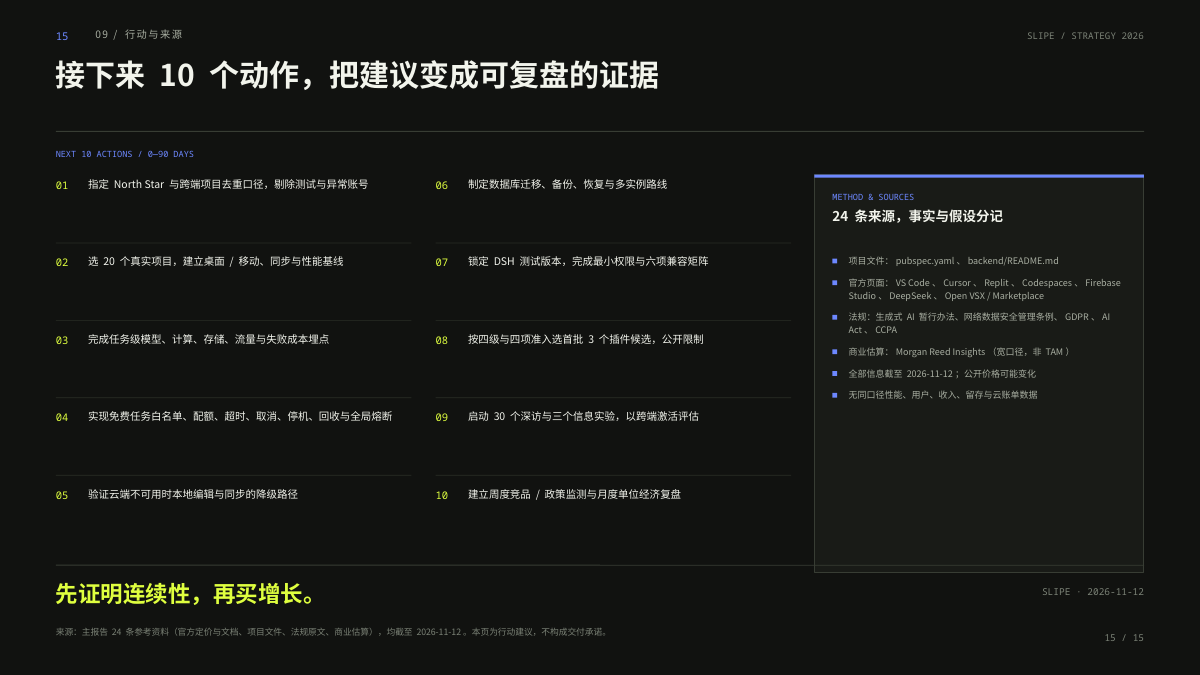 15 09 / 行动与来源
SLIPE / STRATEGY 2026
接下来 10 个动作，把建议变成可复盘的证据
NEXT 10 ACTIONS / 0—90 DAYS
01 指定 North Star 与跨端项目去重口径，剔除测试与异常账号
02 选 20 个真实项目，建立桌面 / 移动、同步与性能基线
03 完成任务级模型、计算、存储、流量与失败成本埋点
04 实现免费任务白名单、配额、超时、取消、停机、回收与全局熔断
05 验证云端不可用时本地编辑与同步的降级路径
06 制定数据库迁移、备份、恢复与多实例路线
07 锁定 DSH 测试版本，完成最小权限与六项兼容矩阵
08 按四级与四项准入选首批 3 个插件候选，公开限制
09 启动 30 个深访与三个信息实验，以跨端激活评估
10 建立周度竞品 / 政策监测与月度单位经济复盘
METHOD & SOURCES
24 条来源，事实与假设分记
■ 项目文件： pubspec.yaml 、 backend/README.md
■ 官方页面： VS Code 、 Cursor 、 Replit 、 Codespaces 、 Firebase
Studio 、 DeepSeek 、 Open VSX / Marketplace
■ 法规：生成式 AI 暂行办法、网络数据安全管理条例、 GDPR 、 AI
Act 、 CCPA
■ 商业估算： Morgan Reed Insights （宽口径，非 TAM ）
■ 全部信息截至 2026-11-12 ；公开价格可能变化
■ 无同口径性能、用户、收入、留存与云账单数据
先证明连续性，再买增长。
SLIPE · 2026-11-12
来源：主报告 24 条参考资料（官方定价与文档、项目文件、法规原文、商业估算），均截至 2026-11-12 。本页为行动建议，不构成交付承诺。
15 / 15